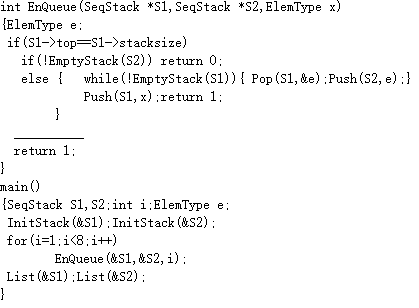 int EnQueue(SeqStack *S1,SeqStack *S2,ElemType x)
{ElemType e;
if(S1->top==S1->stacksize)
if(!EmptyStack(S2)) return 0;
else { while(!EmptyStack(S1)){ Pop(S1,&e);Push(S2,e);}
Push(S1,x);return 1;
}
__________
return 1;
}
main()
{SeqStack S1,S2;int i;ElemType e;
InitStack(&S1);InitStack(&S2);
for(i=1;i<8;i++)
EnQueue(&S1,&S2,i);
List(&S1);List(&S2);
}